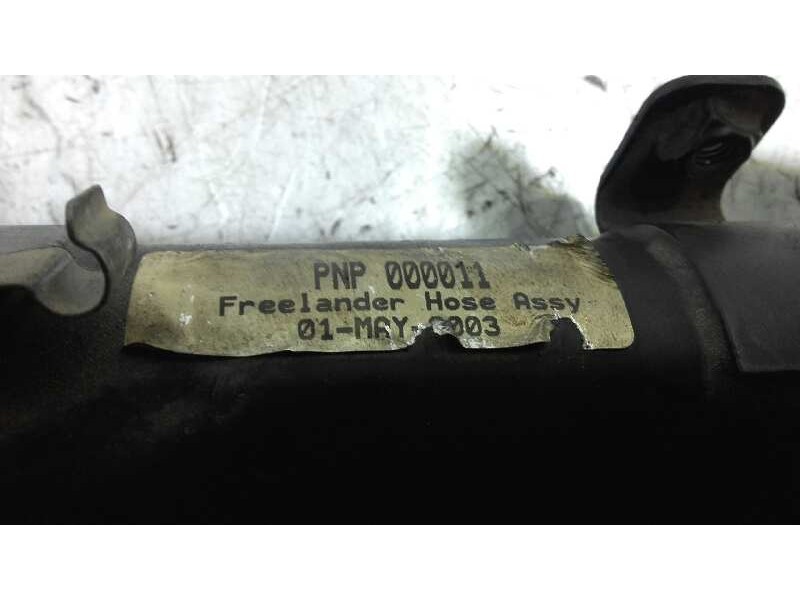 PNP 000011
Freelander Hose Assy
01-MAY-2003